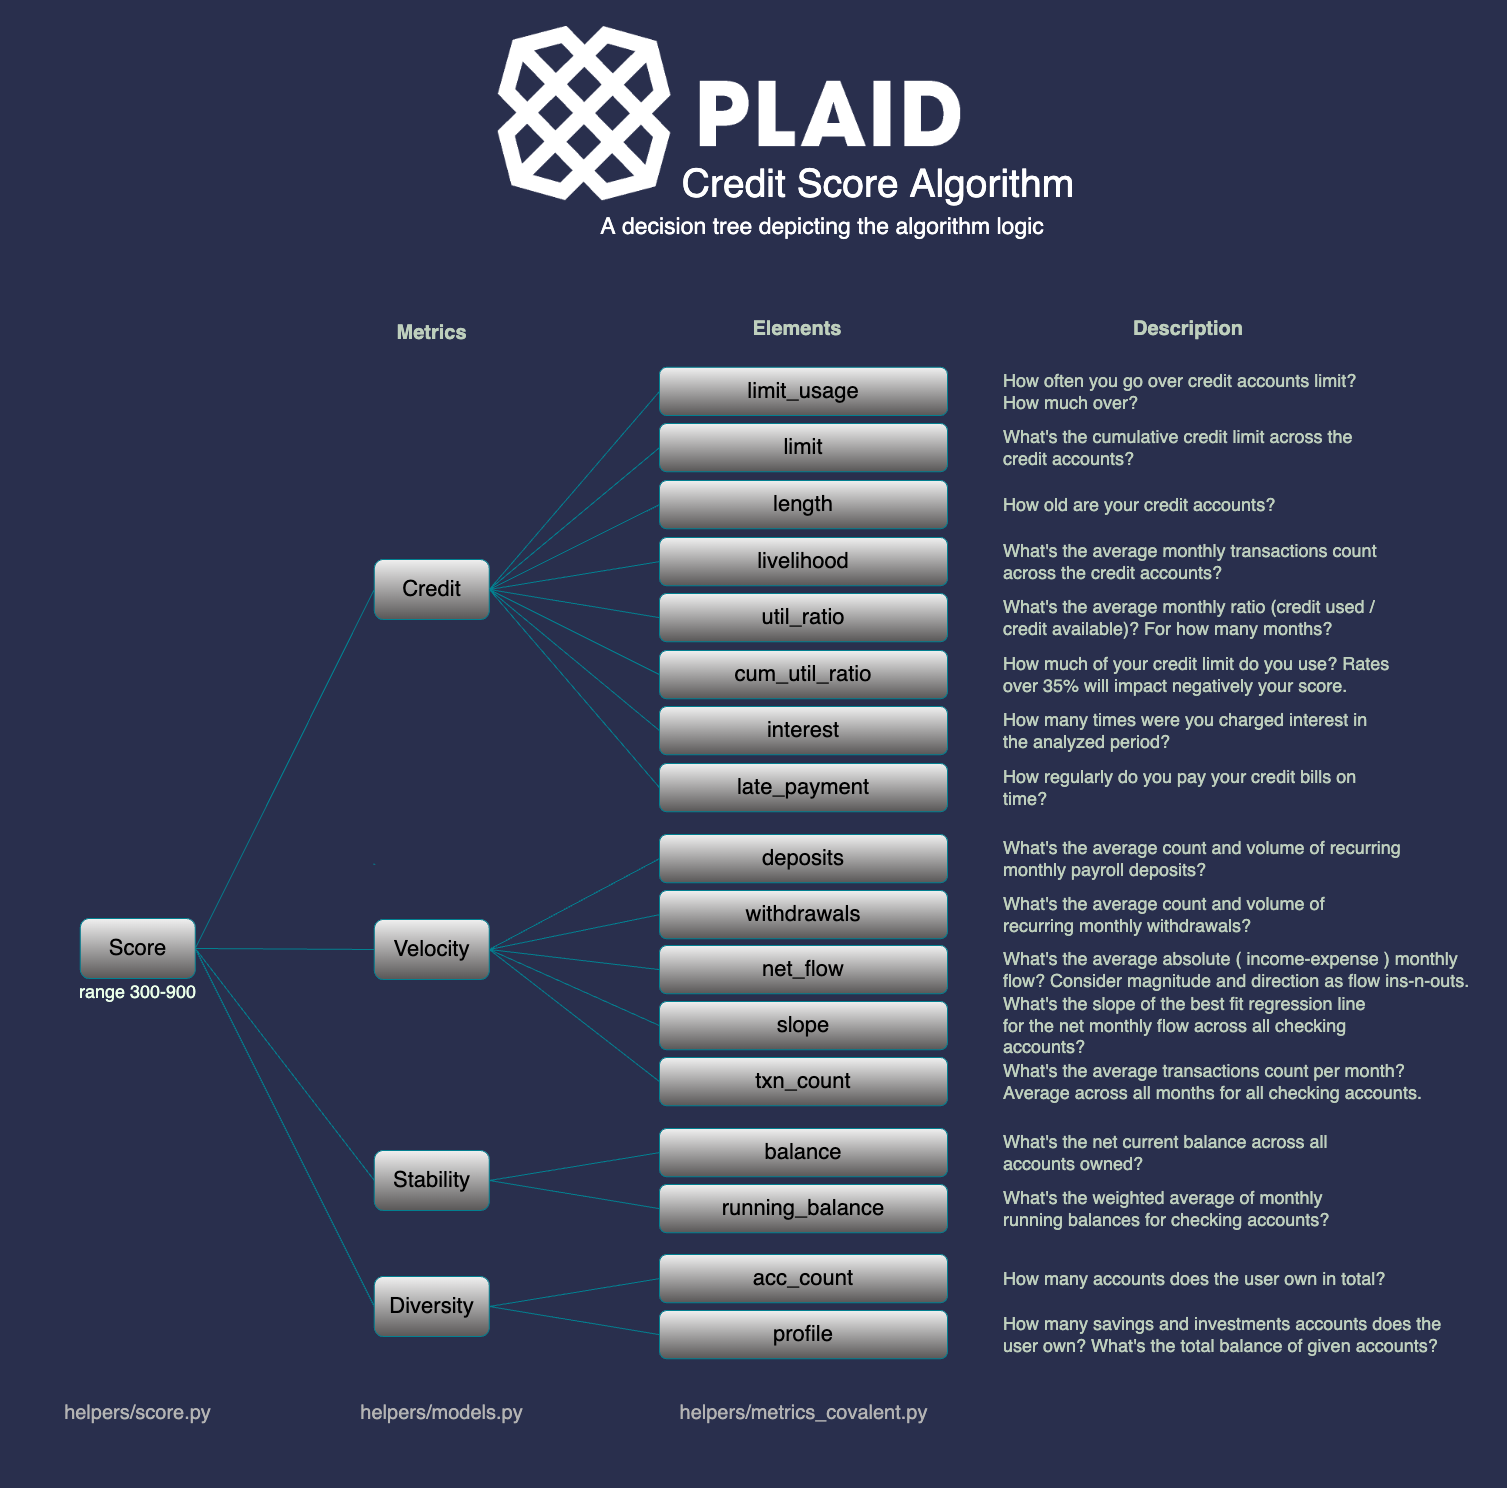 PLAID
Credit Score Algorithm
A decision tree depicting the algorithm logic
Metrics
Elements
Description
limit_usage
How often you go over credit accounts limit?
How much over?
limit
What's the cumulative credit limit across the
credit accounts?
length
How old are your credit accounts?
livelihood
What's the average monthly transactions count
across the credit accounts?
Credit
util_ratio
What's the average monthly ratio (credit used /
credit available)? For how many months?
cum_util_ratio
How much of your credit limit do you use? Rates
over 35% will impact negatively your score.
interest
How many times were you charged interest in
the analyzed period?
late_payment
How regularly do you pay your credit bills on
time?
deposits
What's the average count and volume of recurring
monthly payroll deposits?
withdrawals
What's the average count and volume of
recurring monthly withdrawals?
Score
range 300-900
Velocity
net_flow
What's the average absolute ( income-expense ) monthly
flow? Consider magnitude and direction as flow ins-n-outs.
slope
What's the slope of the best fit regression line
for the net monthly flow across all checking
accounts?
txn_count
What's the average transactions count per month?
Average across all months for all checking accounts.
Stability
balance
What's the net current balance across all
accounts owned?
running_balance
What's the weighted average of monthly
running balances for checking accounts?
Diversity
acc_count
How many accounts does the user own in total?
profile
How many savings and investments accounts does the
user own? What's the total balance of given accounts?
helpers/score.py
helpers/models.py
helpers/metrics_covalent.py